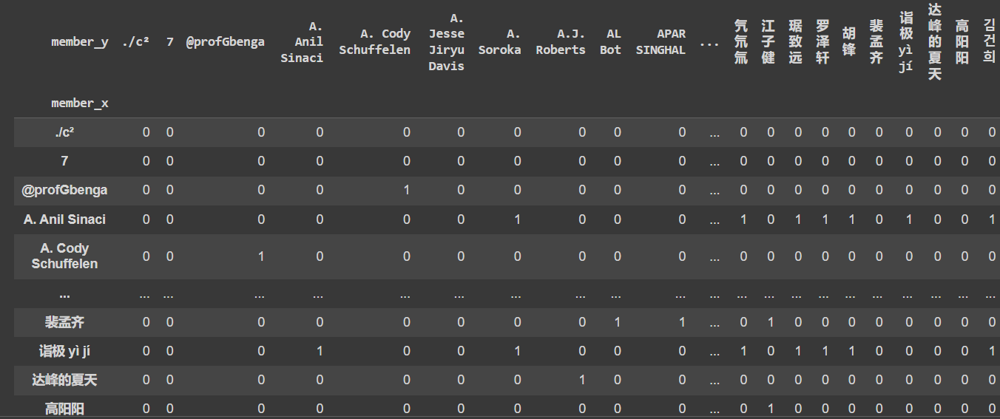 member_y ./c² 7 @profGbenga A. Anil Sinaci A. Cody Schuffelen A. Jesse Jiryu Davis A. Soroka A.J. Roberts AL Bot APAR SINGHAL ... 氕氘氚 江子健 琚致远 罗泽轩 胡锋 裴孟齐 诣极 yì jí 达峰的夏天 高阳阳 김건희
member_x
./c² 0 0 0 0 0 0 0 0 0 0 ... 0 0 0 0 0 0 0 0 0 0
7 0 0 0 0 0 0 0 0 0 0 ... 0 0 0 0 0 0 0 0 0 0
@profGbenga 0 0 0 0 1 0 0 0 0 0 ... 0 0 0 0 0 0 0 0 0 0
A. Anil Sinaci 0 0 0 0 0 0 1 0 0 0 ... 1 0 1 1 1 0 1 0 0 1
A. Cody Schuffelen 0 0 1 0 0 0 0 0 0 0 ... 0 0 0 0 0 0 0 0 0 0
... ... ... ... ... ... ... ... ... ... ... ... ... ... ... ... ... ... ... ... ... ...
裴孟齐 0 0 0 0 0 0 0 0 1 1 ... 0 1 0 0 0 0 0 0 0 0
诣极 yì jí 0 0 0 1 0 0 1 0 0 0 ... 1 0 1 1 1 0 0 0 0 1
达峰的夏天 0 0 0 0 0 0 0 1 0 0 ... 0 0 0 0 0 0 0 0 0 0
高阳阳 0 0 0 0 0 0 0 0 0 0 ... 0 1 0 0 0 0 0 0 0 0